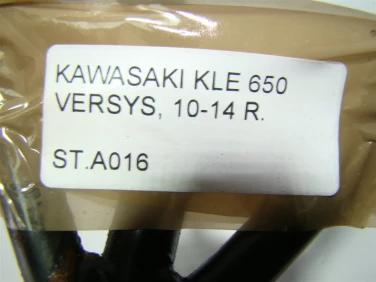 KAWASAKI KLE 650
VERSYS, 10-14 R.
ST.A016